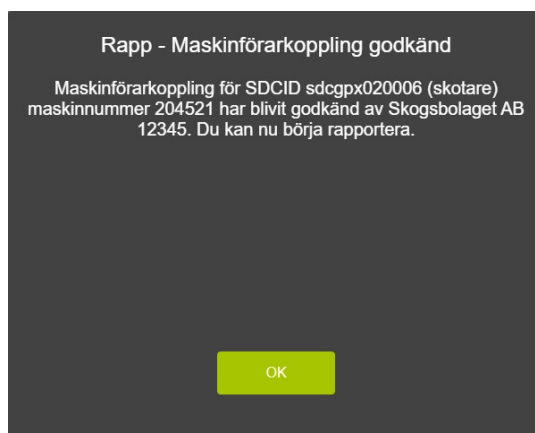 Rapp - Maskinförarkoppling godkänd
Maskinförarkoppling för SDCID sdcgpx020006 (skotare)
maskinnummer 204521 har blivit godkänd av Skogsbolaget AB
12345. Du kan nu börja rapportera.
OK